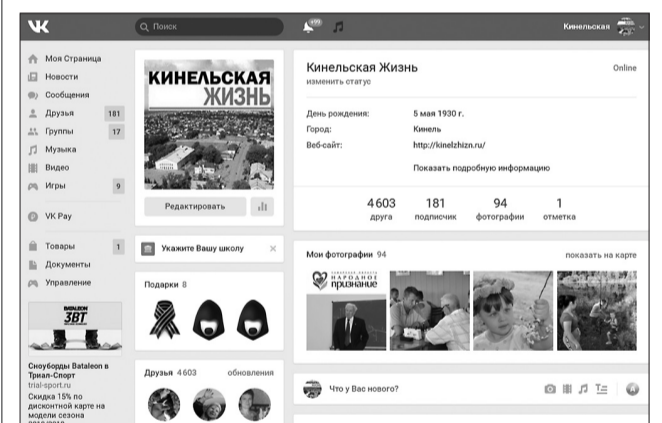 Поиск
+99
Кинельская
Моя Страница
Новости
Сообщения
Друзья 181
Группы 17
Музыка
Видео
Игры 9
VK Pay
Товары 1
Документы
Управление
BATALEON
3BT
Сноуборды Bataleon в
Триал-Спорт
trial-sport.ru
Скидка 15% по
дисконтной карте на
модели сезона
КИНЕЛЬСКАЯ
ЖИЗНЬ
Редактировать
Укажите Вашу школу
Подарки 8
Друзья 4603 обновления
Кинельская Жизнь Online
изменить статус
День рождения: 5 мая 1930 г.
Город: Кинель
Веб-сайт: http://kinelzhizn.ru/
Показать подробную информацию
4 603 181 94 1
друга подписчик фотографии отметка
Мои фотографии 94 показать на карте
НАРОДНОЕ
признание
Что у Вас нового?